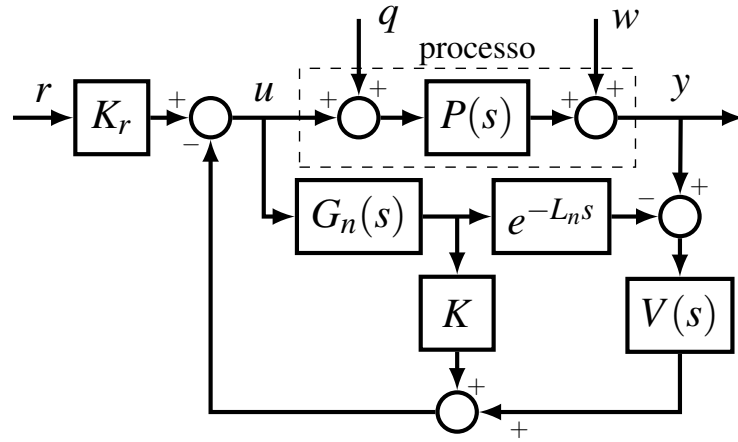 q
w
processo
r
u
y
K_r
+
−
+
+
P(s)
+
+
G_n(s)
e^{-L_n s}
−
+
K
V(s)
+
+